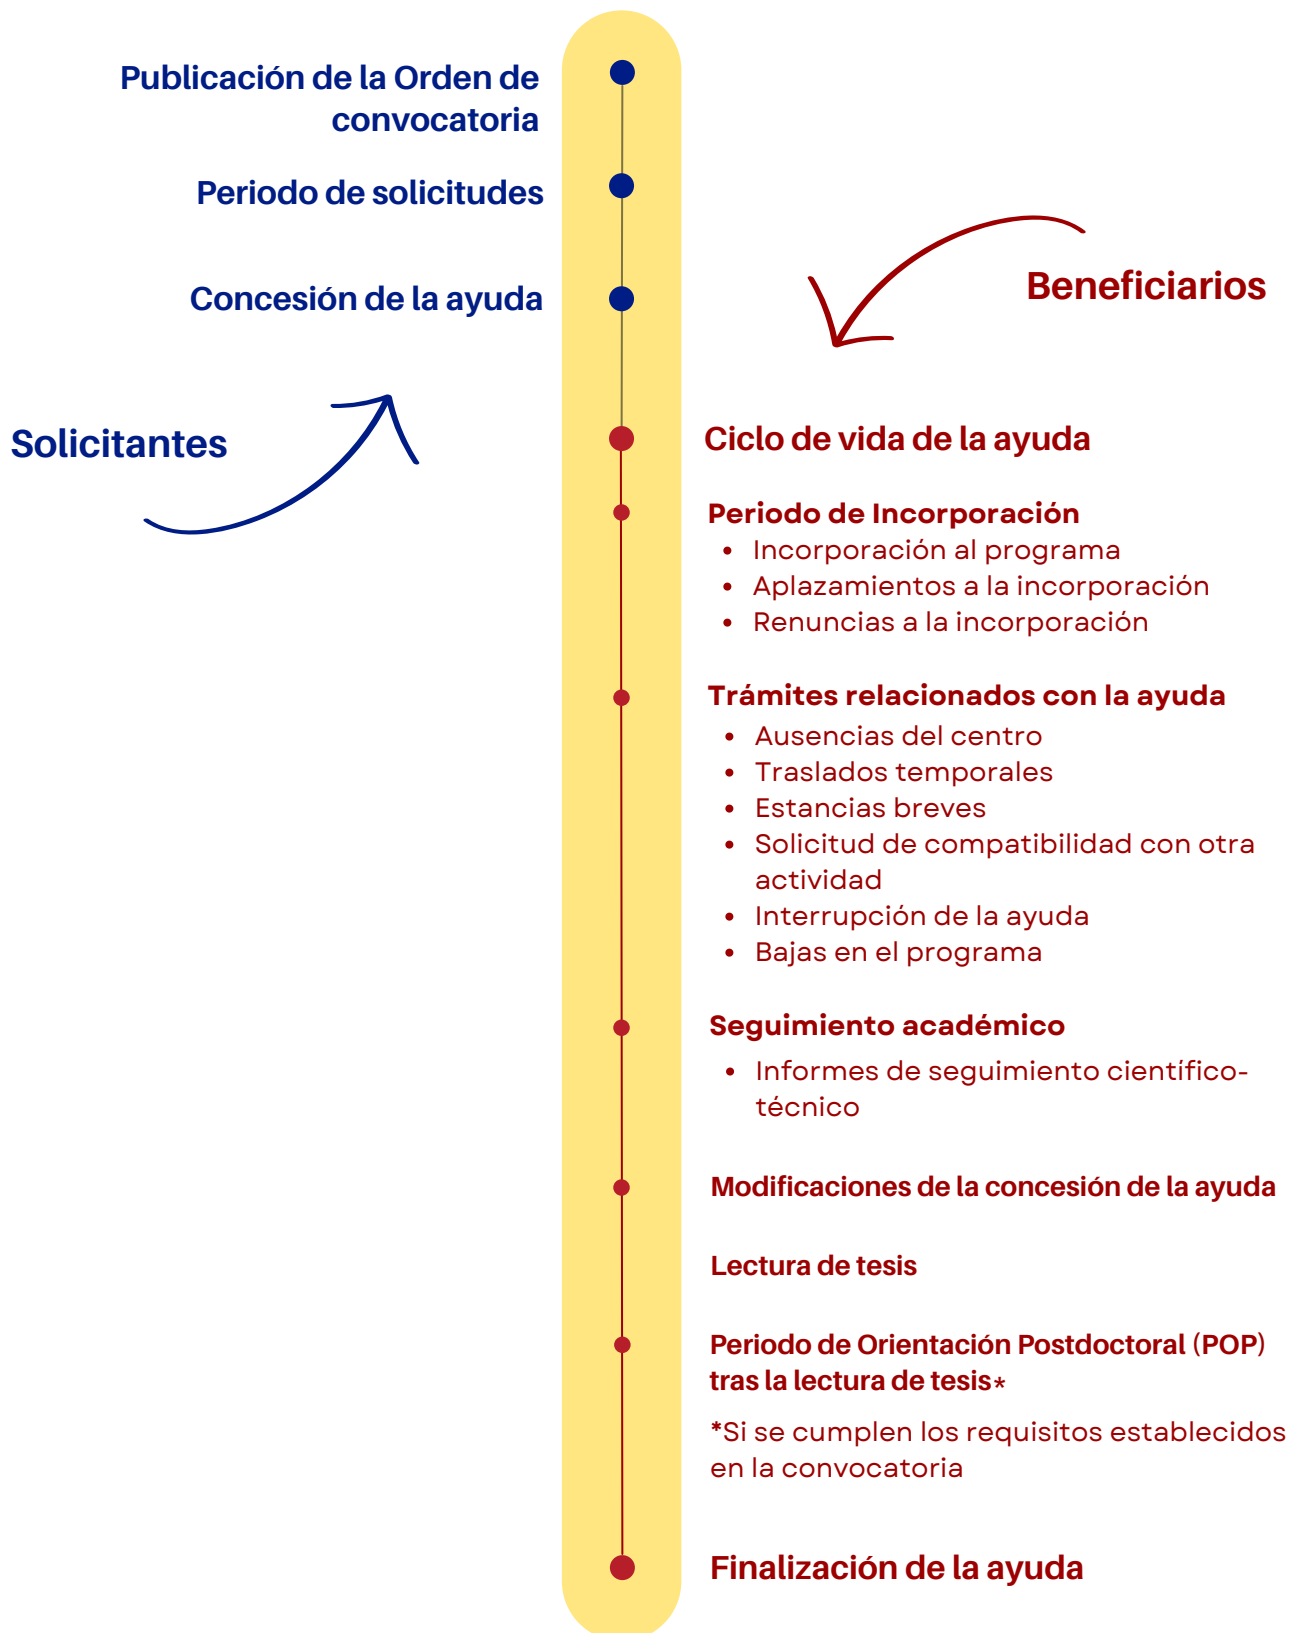 Publicación de la Orden de
convocatoria
Periodo de solicitudes
Concesión de la ayuda
Solicitantes
Beneficiarios
Ciclo de vida de la ayuda
Periodo de Incorporación
• Incorporación al programa
• Aplazamientos a la incorporación
• Renuncias a la incorporación
Trámites relacionados con la ayuda
• Ausencias del centro
• Traslados temporales
• Estancias breves
• Solicitud de compatibilidad con otra
actividad
• Interrupción de la ayuda
• Bajas en el programa
Seguimiento académico
• Informes de seguimiento científico-
técnico
Modificaciones de la concesión de la ayuda
Lectura de tesis
Periodo de Orientación Postdoctoral (POP)
tras la lectura de tesis*
*Si se cumplen los requisitos establecidos
en la convocatoria
Finalización de la ayuda